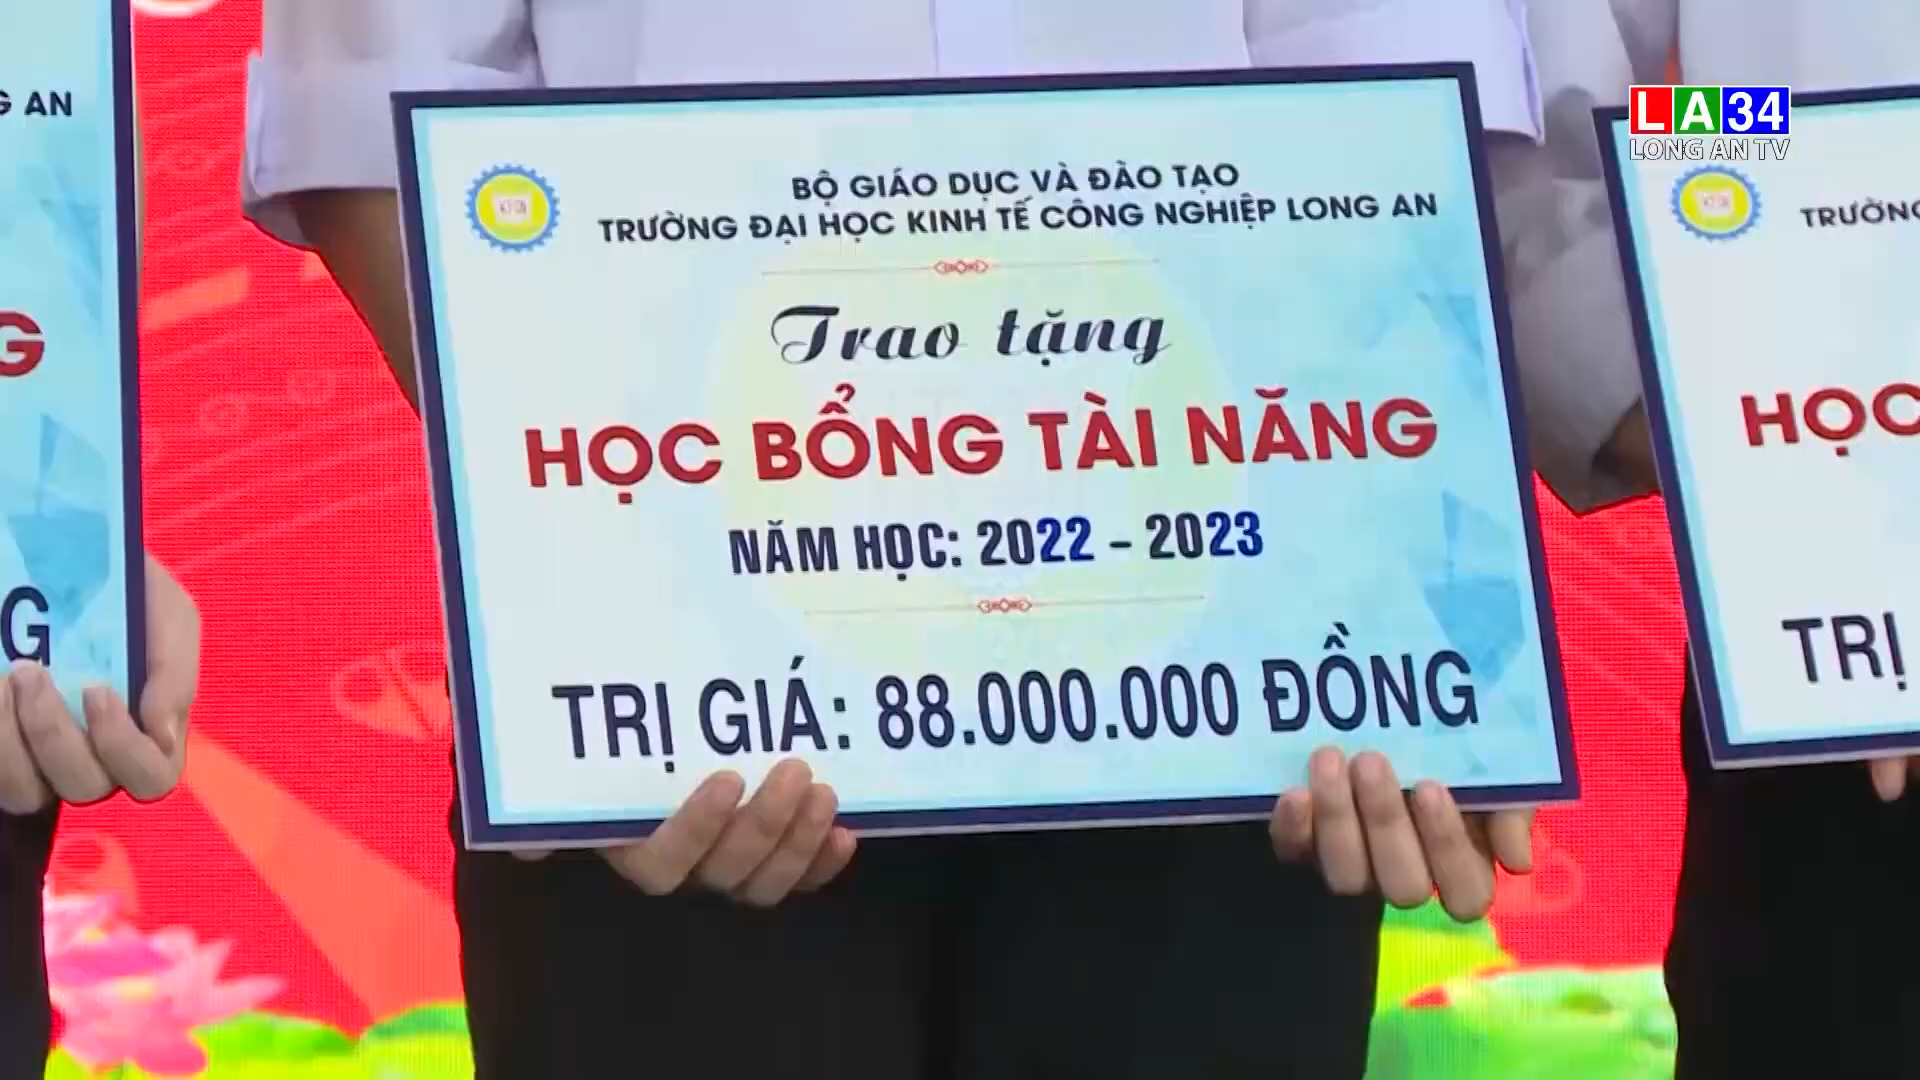 LA34
LONG AN TV
G AN
G
G
BỘ GIÁO DỤC VÀ ĐÀO TẠO
TRƯỜNG ĐẠI HỌC KINH TẾ CÔNG NGHIỆP LONG AN
Trao tặng
HỌC BỔNG TÀI NĂNG
NĂM HỌC: 2022 - 2023
TRỊ GIÁ: 88.000.000 ĐỒNG
TRƯỜNG
HỌC
TRỊ